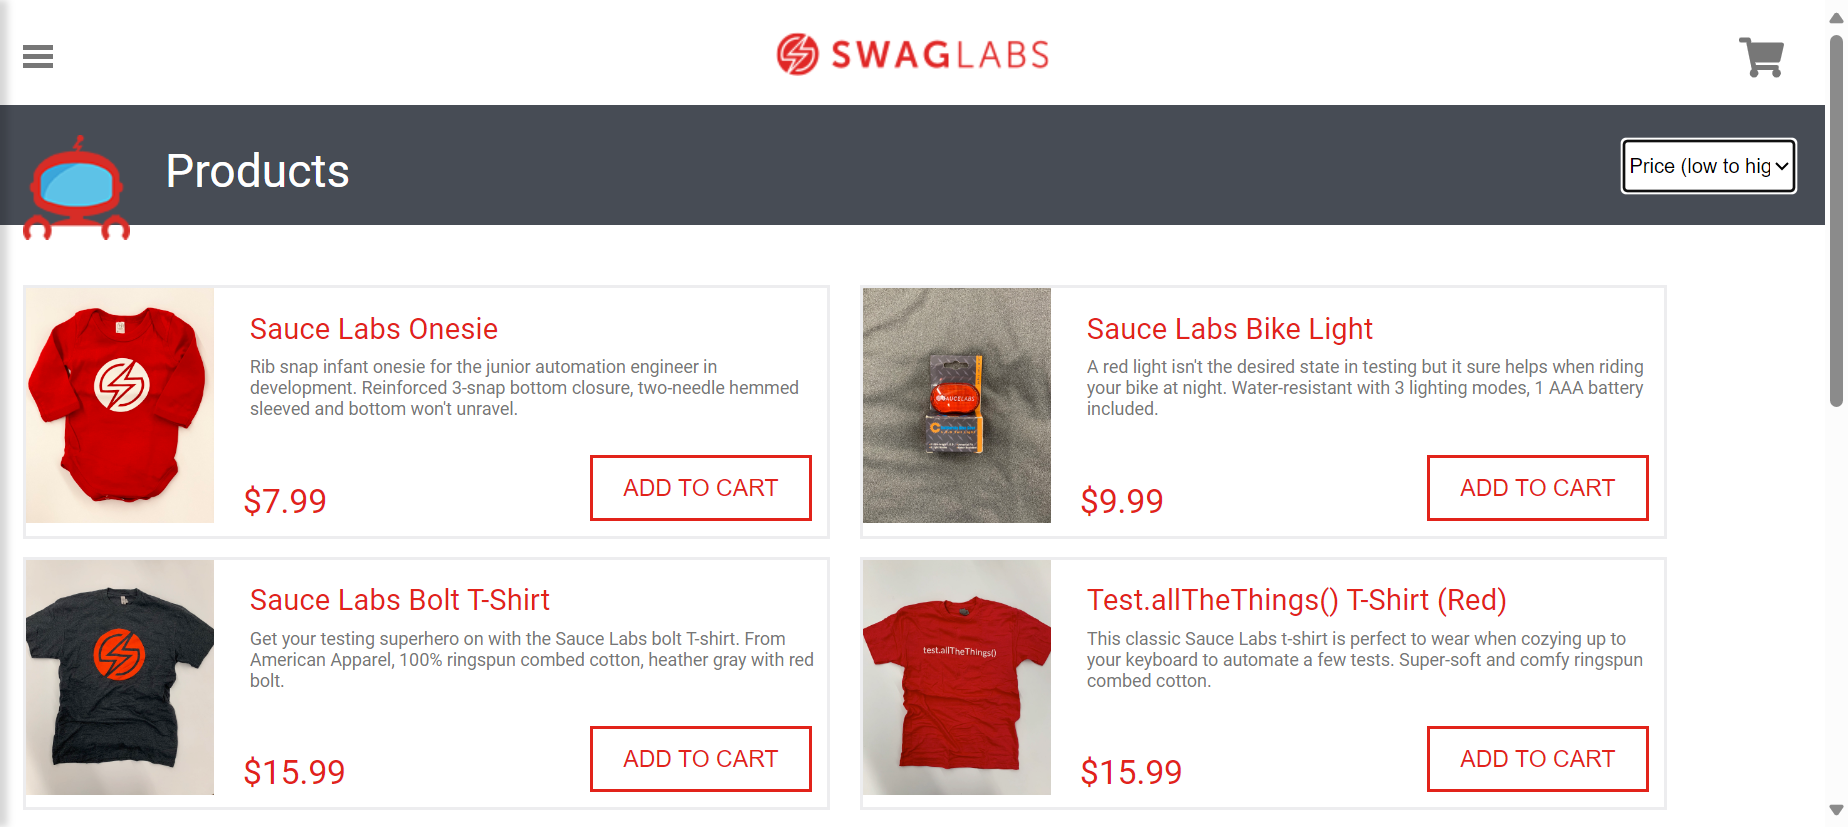 SWAGLABS
Products
Price (low to hig
Sauce Labs Onesie
Rib snap infant onesie for the junior automation engineer in
development. Reinforced 3-snap bottom closure, two-needle hemmed
sleeved and bottom won't unravel.
$7.99
ADD TO CART
SAUCELABS
Sauce Labs Bike Light
A red light isn't the desired state in testing but it sure helps when riding
your bike at night. Water-resistant with 3 lighting modes, 1 AAA battery
included.
$9.99
ADD TO CART
Sauce Labs Bolt T-Shirt
Get your testing superhero on with the Sauce Labs bolt T-shirt. From
American Apparel, 100% ringspun combed cotton, heather gray with red
bolt.
$15.99
ADD TO CART
test.allTheThings()
Test.allTheThings() T-Shirt (Red)
This classic Sauce Labs t-shirt is perfect to wear when cozying up to
your keyboard to automate a few tests. Super-soft and comfy ringspun
combed cotton.
$15.99
ADD TO CART